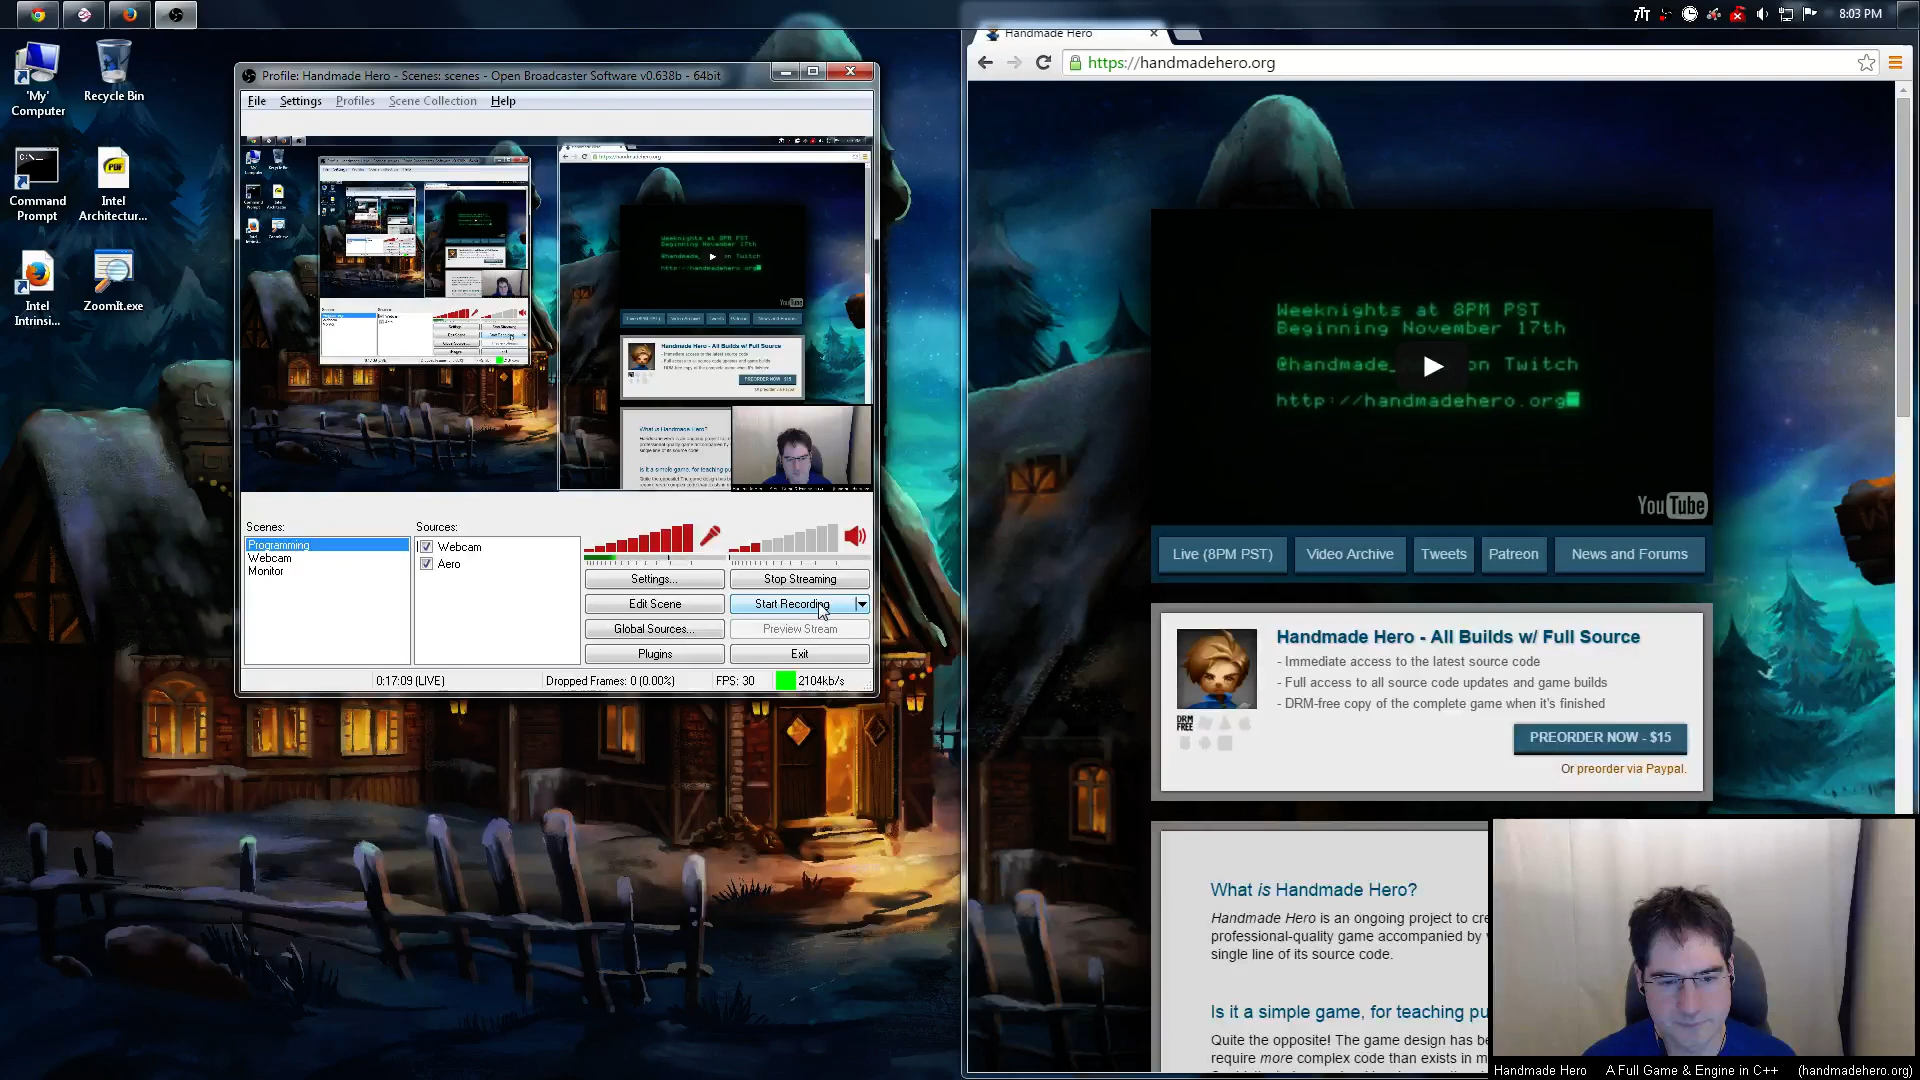 8:03 PM
'My' Computer
Recycle Bin
Command Prompt
Intel Architectur...
Intel Intrinsi...
ZoomIt.exe
Profile: Handmade Hero - Scenes: scenes - Open Broadcaster Software v0.638b - 64bit
File Settings Profiles Scene Collection Help
Scenes:
Programming
Webcam
Monitor
Sources:
Webcam
Aero
Settings...
Stop Streaming
Edit Scene
Start Recording
Global Sources...
Preview Stream
Plugins
Exit
0:17:09 (LIVE)
Dropped Frames: 0 (0.00%)
FPS: 30
2104kb/s
Handmade Hero
https://handmadehero.org
Weeknights at 8PM PST
Beginning November 17th
@handmade_ on Twitch
http://handmadehero.org
YouTube
Live (8PM PST)
Video Archive
Tweets
Patreon
News and Forums
Handmade Hero - All Builds w/ Full Source
- Immediate access to the latest source code
- Full access to all source code updates and game builds
- DRM-free copy of the complete game when it's finished
DRM FREE
PREORDER NOW - $15
Or preorder via Paypal.
What is Handmade Hero?
Handmade Hero is an ongoing project to cre
professional-quality game accompanied by
single line of its source code.
Is it a simple game, for teaching pu
Quite the opposite! The game design has be
require more complex code than exists in m
Handmade Hero A Full Game & Engine in C++ (handmadehero.org)